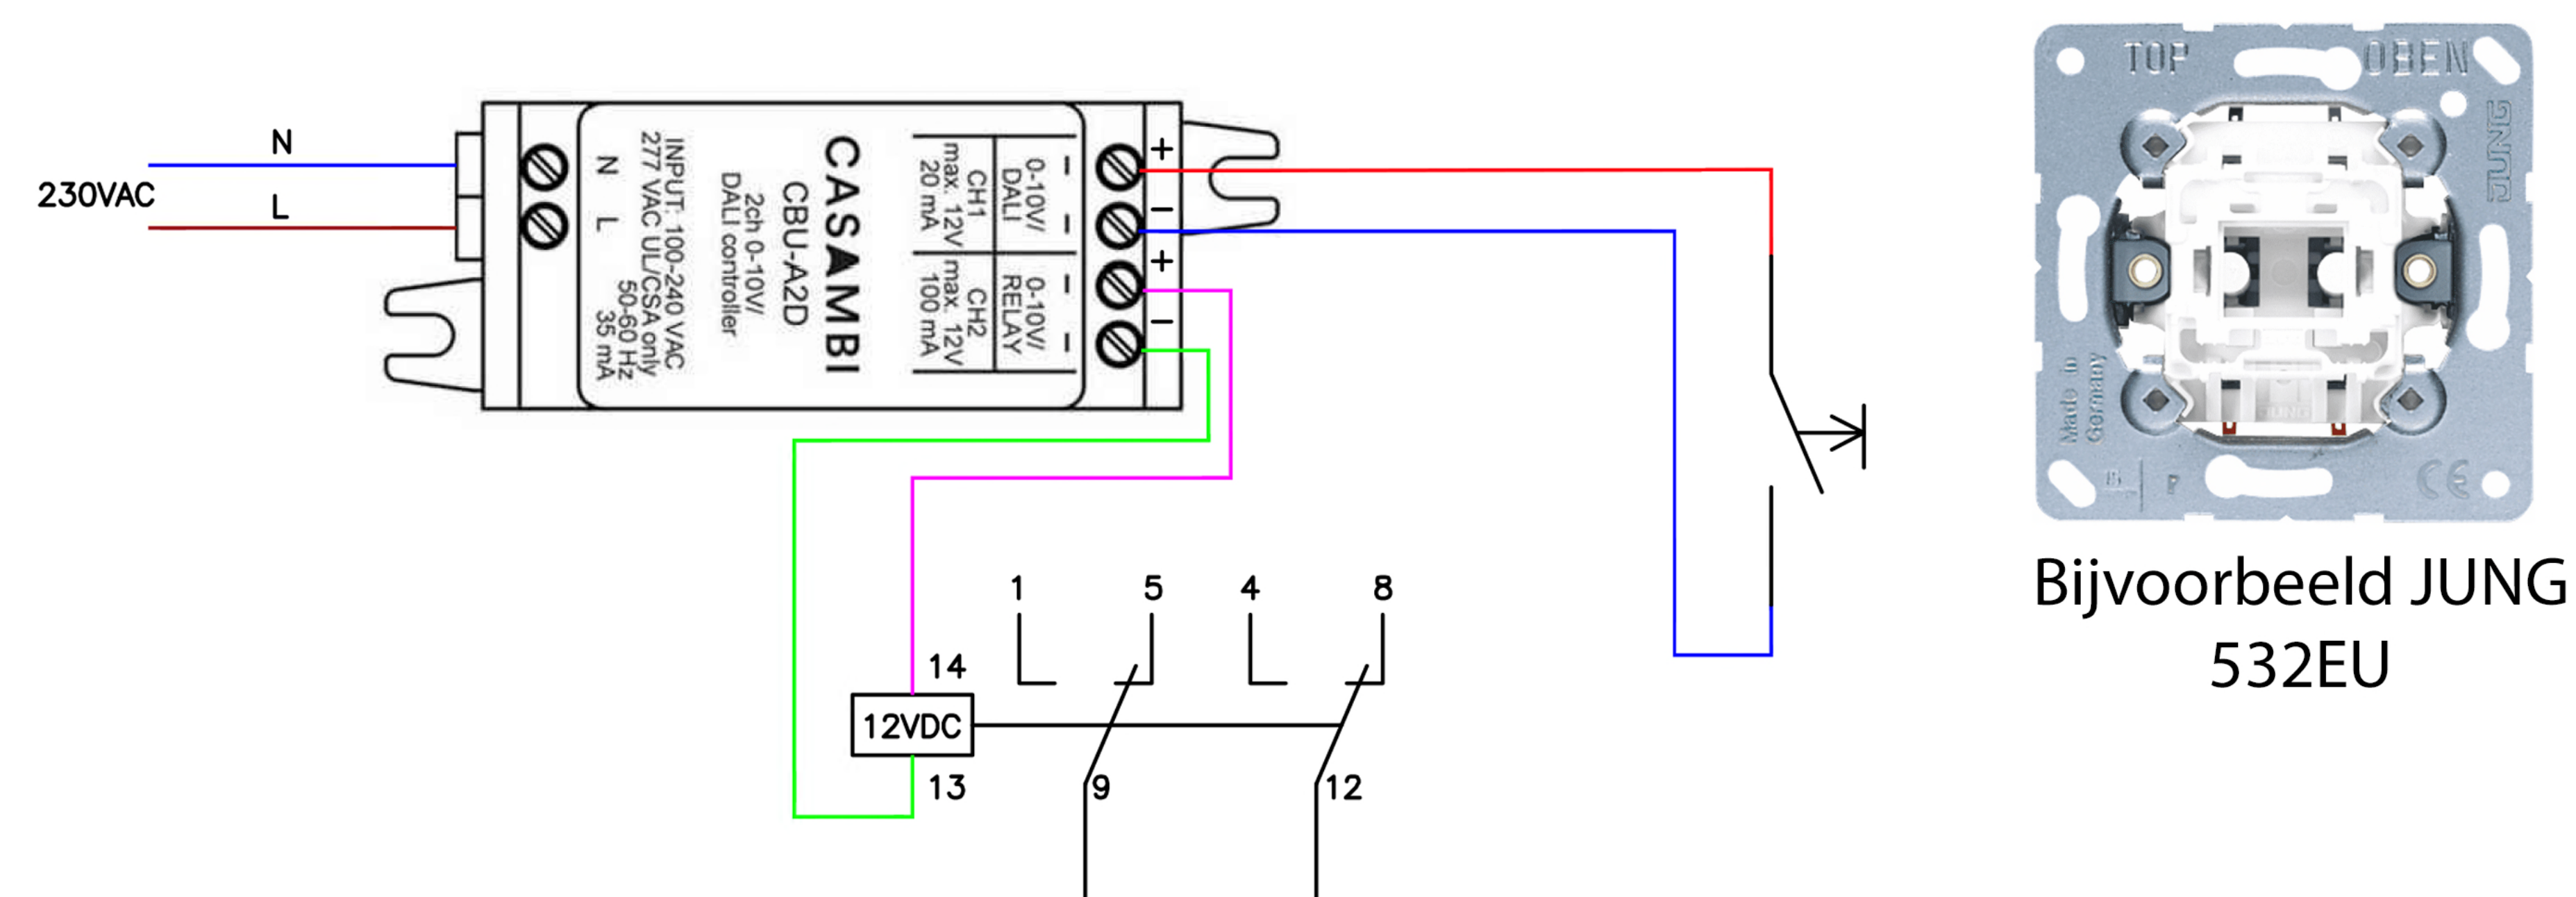 230VAC
N
L
N
L
INPUT: 100-240 VAC
277 VAC UL/CSA only
50-60 Hz
35 mA
2ch 0-10V/
DALI controller
CBU-A2D
CASAMBI
0-10V/
DALI
CH1
max. 12V
20 mA
0-10V/
RELAY
CH2
max. 12V
100 mA
+
−
+
−
1
5
4
8
14
12VDC
13
9
12
TOP
OBEN
JUNG
Made in
Germany
JUNG
CE
Bijvoorbeeld JUNG
532EU